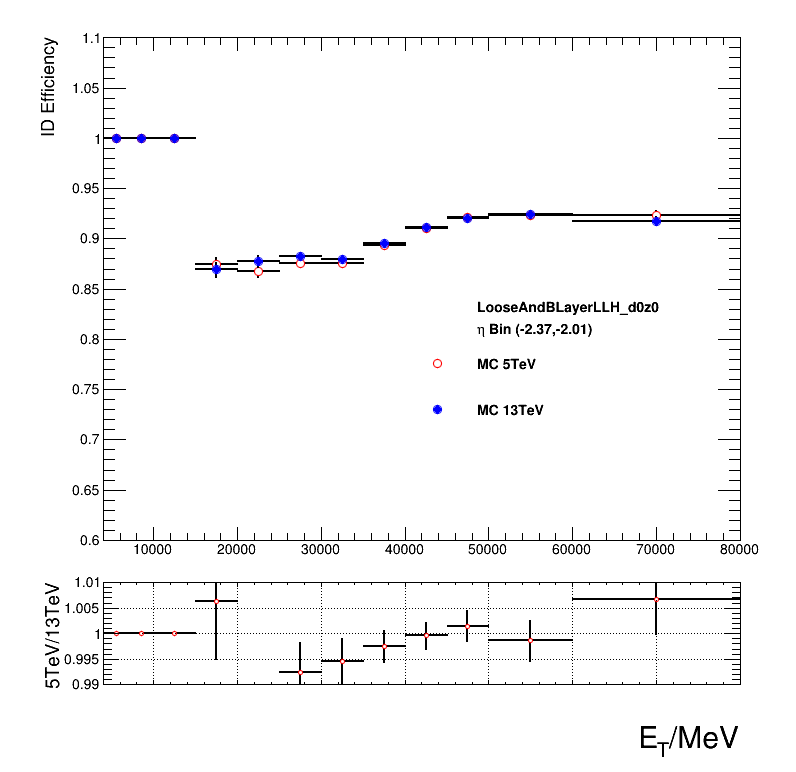 ID Efficiency
1.1
1.05
1
0.95
0.9
0.85
0.8
0.75
0.7
0.65
0.6
LooseAndBLayerLLH_d0z0
η Bin (-2.37,-2.01)
MC 5TeV
MC 13TeV
10000 20000 30000 40000 50000 60000 70000 80000
5TeV/13TeV
1.01
1.005
1
0.995
0.99
E_T/MeV